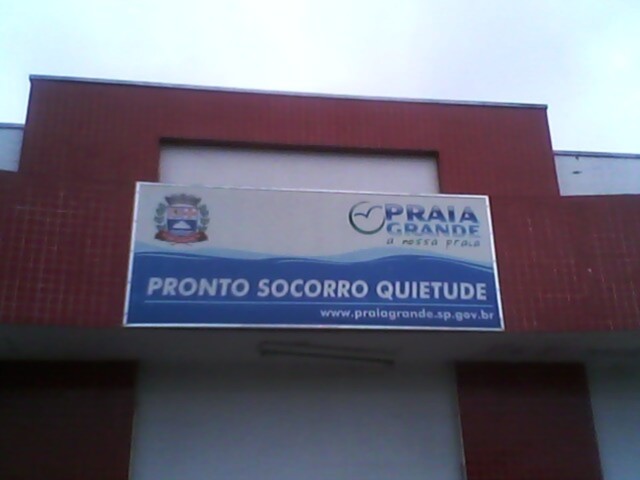 PRAIA
GRANDE
a nossa praia
PRONTO SOCORRO QUIETUDE
www.praiagrande.sp.gov.br